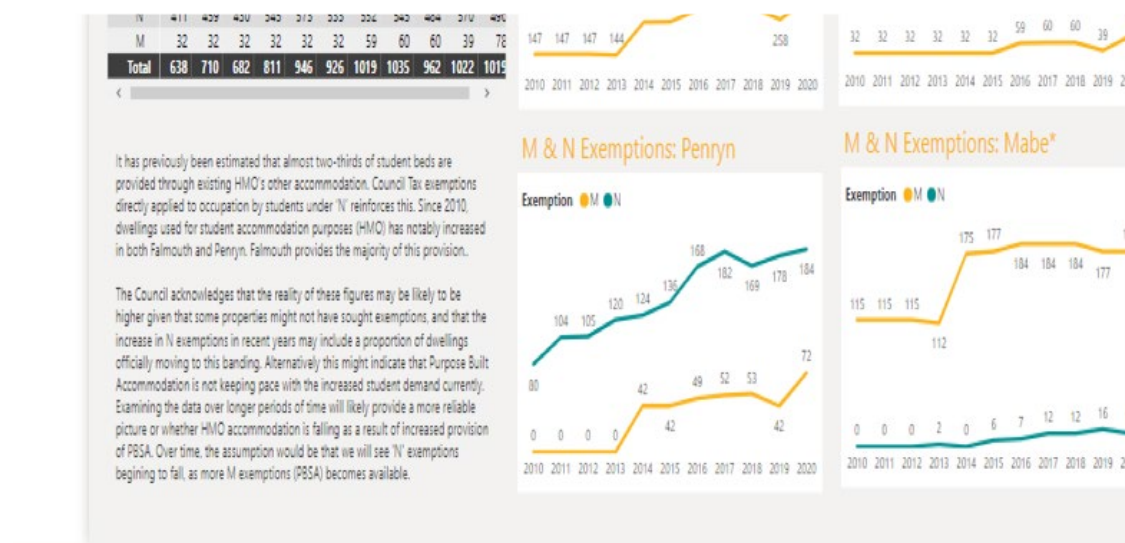 N 411 459 430 545 573 533 552 545 484 570 490
M 32 32 32 32 32 32 59 60 60 39 78
Total 638 710 682 811 946 926 1019 1035 962 1022 1015
It has previously been estimated that almost two-thirds of student beds are
provided through existing HMO's other accommodation. Council Tax exemptions
directly applied to occupation by students under 'N' reinforces this. Since 2010,
dwellings used for student accommodation purposes (HMO) has notably increased
in both Falmouth and Penryn. Falmouth provides the majority of this provision..
The Council acknowledges that the reality of these figures may be likely to be
higher given that some properties might not have sought exemptions, and that the
increase in N exemptions in recent years may include a proportion of dwellings
officially moving to this banding. Alternatively this might indicate that Purpose Built
Accommodation is not keeping pace with the increased student demand currently.
Examining the data over longer periods of time will likely provide a more reliable
picture or whether HMO accommodation is falling as a result of increased provision
of PBSA. Over time, the assumption would be that we will see 'N' exemptions
begining to fall, as more M exemptions (PBSA) becomes available.
147 147 147 144 258
2010 2011 2012 2013 2014 2015 2016 2017 2018 2019 2020
32 32 32 32 32 32 59 60 60 39
2010 2011 2012 2013 2014 2015 2016 2017 2018 2019
M & N Exemptions: Penryn
Exemption M N
80 104 105 120 124 136 168 182 169 178 184
0 0 0 0 42 42 49 52 53 42 72
2010 2011 2012 2013 2014 2015 2016 2017 2018 2019 2020
M & N Exemptions: Mabe*
Exemption M N
115 115 115 112 175 177 184 184 184 177
0 0 0 2 0 6 7 12 12 16
2010 2011 2012 2013 2014 2015 2016 2017 2018 2019